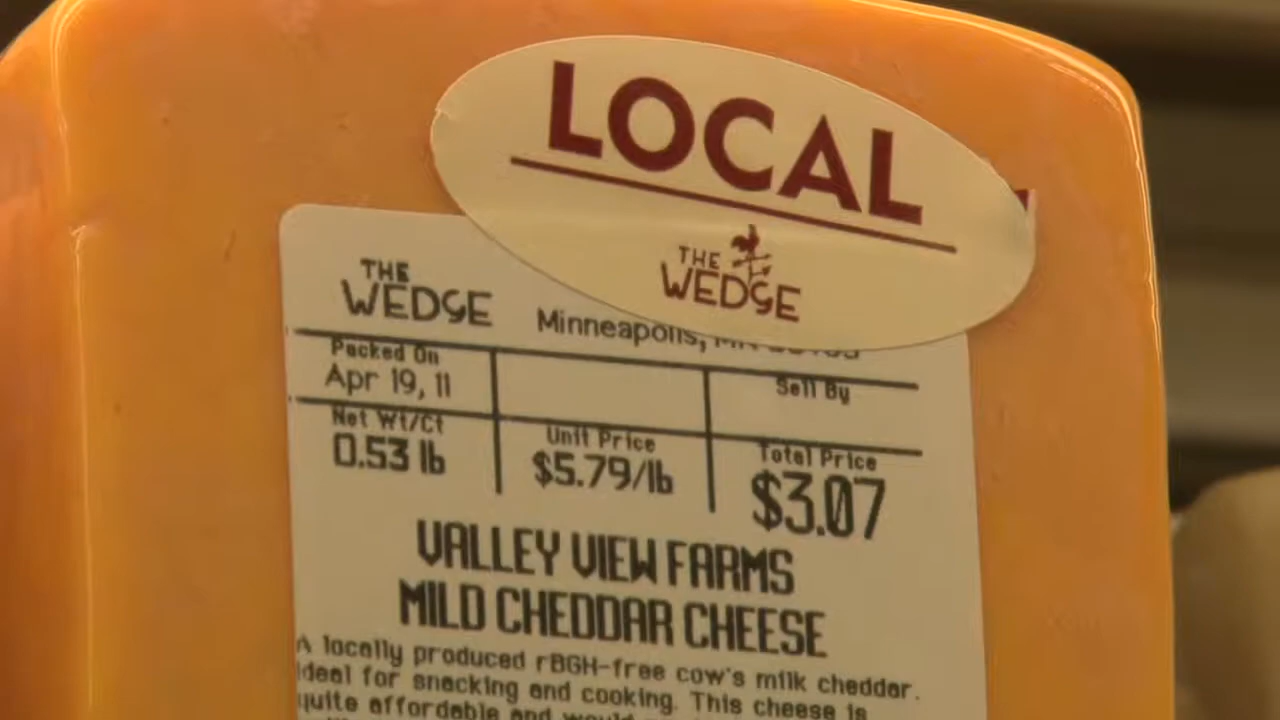 LOCAL
THE
WEDGE
THE
WEDGE
Minneapolis,
Packed On
Apr 19, 11
Sell By
Net Wt/Ct
0.53 lb
Unit Price
$5.79/lb
Total Price
$3.07
VALLEY VIEW FARMS
MILD CHEDDAR CHEESE
A locally produced rBGH-free cow's milk cheddar.
Ideal for snacking and cooking. This cheese is
quite affordable and would